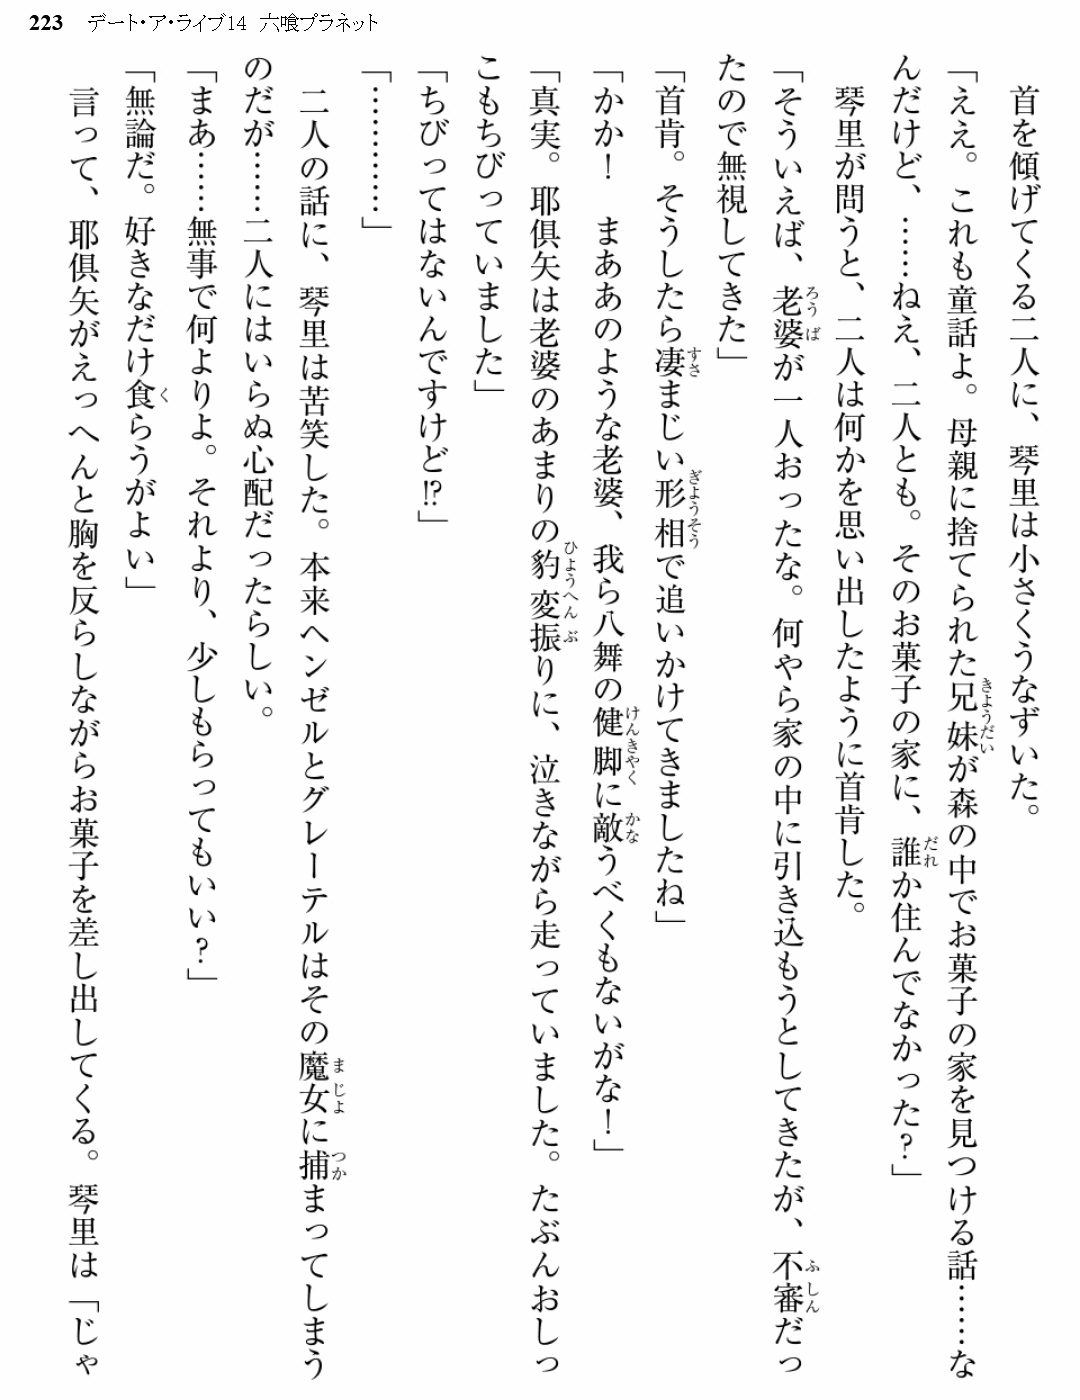 223 デート・ア・ライブ14 六喰プラネット
首を傾げてくる二人に、琴里は小さくうなずいた。
「ええ。これも童話よ。母親に捨てられた兄妹が森の中でお菓子の家を見つける話……な
んだけど、……ねえ、二人とも。そのお菓子の家に、誰か住んでなかった?」
琴里が問うと、二人は何かを思い出したように首肯した。
「そういえば、老婆が一人おったな。何やら家の中に引き込もうとしてきたが、不審だっ
たので無視してきた」
「首肯。そうしたら凄まじい形相で追いかけてきましたね」
「かか! まああのような老婆、我ら八舞の健脚に敵うべくもないがな!」
「真実。耶倶矢は老婆のあまりの豹変振りに、泣きながら走っていました。たぶんおしっ
こもちびっていました」
「ちびってはないんですけど!?」
「…………」
二人の話に、琴里は苦笑した。本来ヘンゼルとグレーテルはその魔女に捕まってしまう
のだが……二人にはいらぬ心配だったらしい。
「まあ……無事で何よりよ。それより、少しもらってもいい?」
「無論だ。好きなだけ食らうがよい」
言って、耶倶矢がえっへんと胸を反らしながらお菓子を差し出してくる。琴里は「じゃ